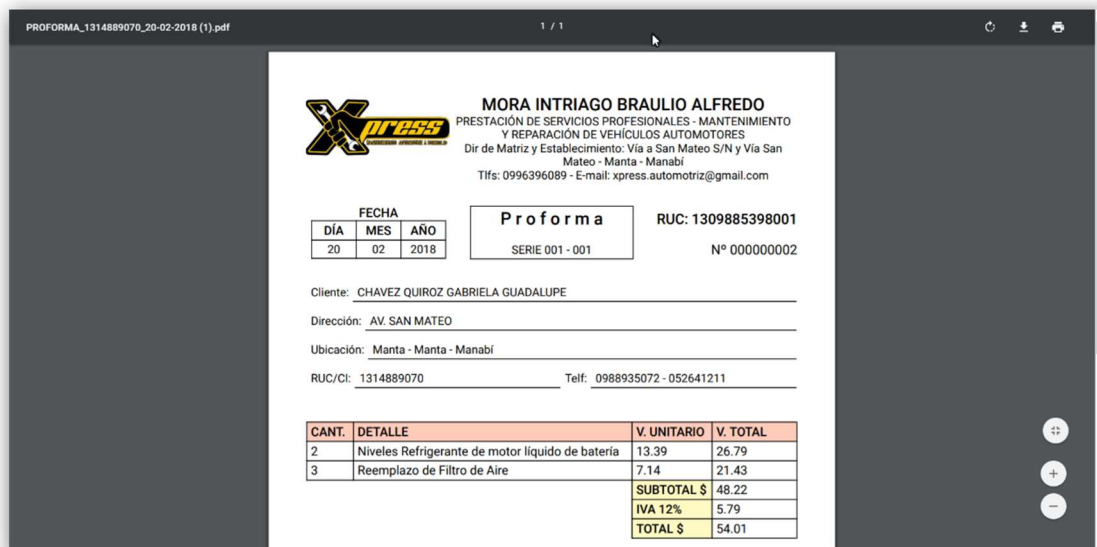 PROFORMA_1314889070_20-02-2018 (1).pdf
1 / 1
Xpress
MORA INTRIAGO BRAULIO ALFREDO
PRESTACIÓN DE SERVICIOS PROFESIONALES - MANTENIMIENTO
Y REPARACIÓN DE VEHÍCULOS AUTOMOTORES
Dir de Matriz y Establecimiento: Vía a San Mateo S/N y Vía San
Mateo - Manta - Manabí
Tlfs: 0996396089 - E-mail: xpress.automotriz@gmail.com
FECHA
DÍA MES AÑO
20 02 2018
Proforma
SERIE 001 - 001
RUC: 1309885398001
Nº 000000002
Cliente: CHAVEZ QUIROZ GABRIELA GUADALUPE
Dirección: AV. SAN MATEO
Ubicación: Manta - Manta - Manabí
RUC/CI: 1314889070 Telf: 0988935072 - 052641211
CANT. DETALLE V. UNITARIO V. TOTAL
2 Niveles Refrigerante de motor líquido de batería 13.39 26.79
3 Reemplazo de Filtro de Aire 7.14 21.43
SUBTOTAL $ 48.22
IVA 12% 5.79
TOTAL $ 54.01